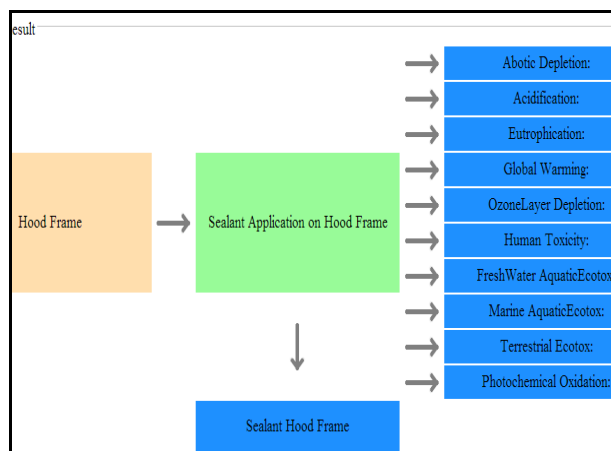 esult
Abotic Depletion:
Acidification:
Eutrophication:
Global Warming:
OzoneLayer Depletion:
Human Toxicity:
FreshWater AquaticEcotox
Marine AquaticEcotox:
Terrestrial Ecotox:
Photochemical Oxidation:
Hood Frame
Sealant Application on Hood Frame
Sealant Hood Frame